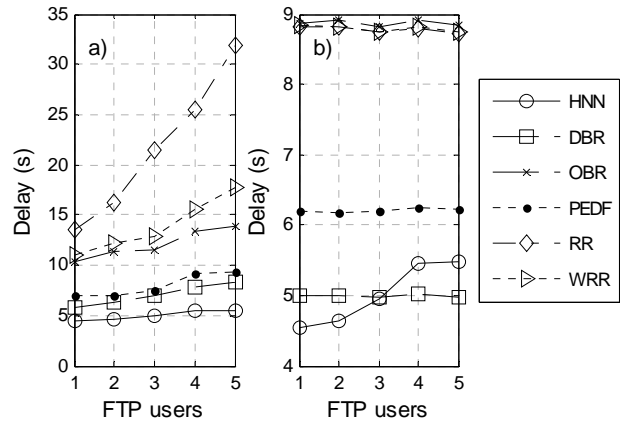 a)
Delay (s)
35
30
25
20
15
10
5
0
1 2 3 4 5
FTP users
b)
Delay (s)
9
8
7
6
5
4
1 2 3 4 5
FTP users
HNN
DBR
OBR
PEDF
RR
WRR